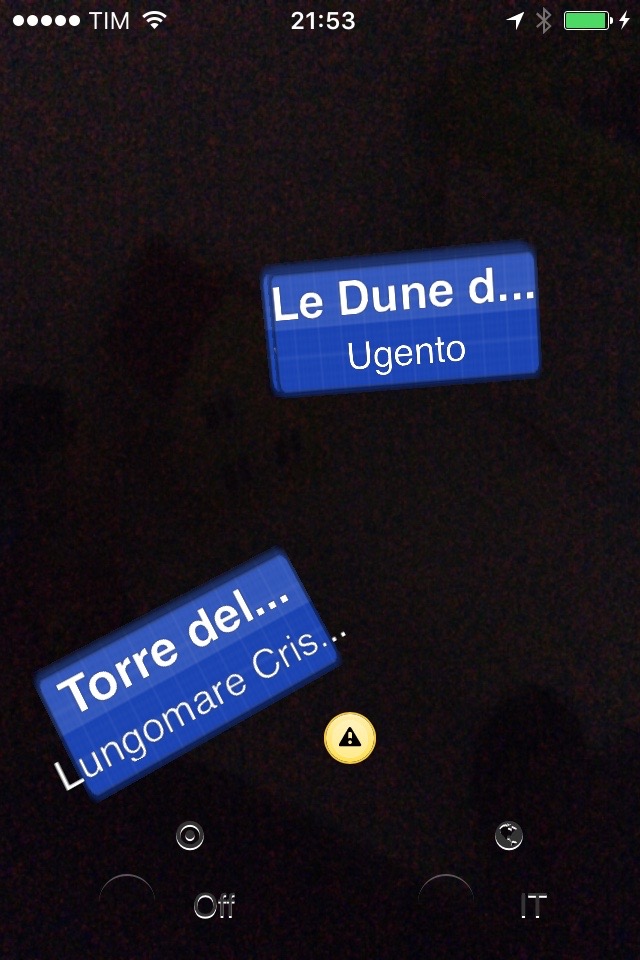 TIM 21:53
Le Dune d...
Ugento
Torre del...
Lungomare Cris...
Off IT